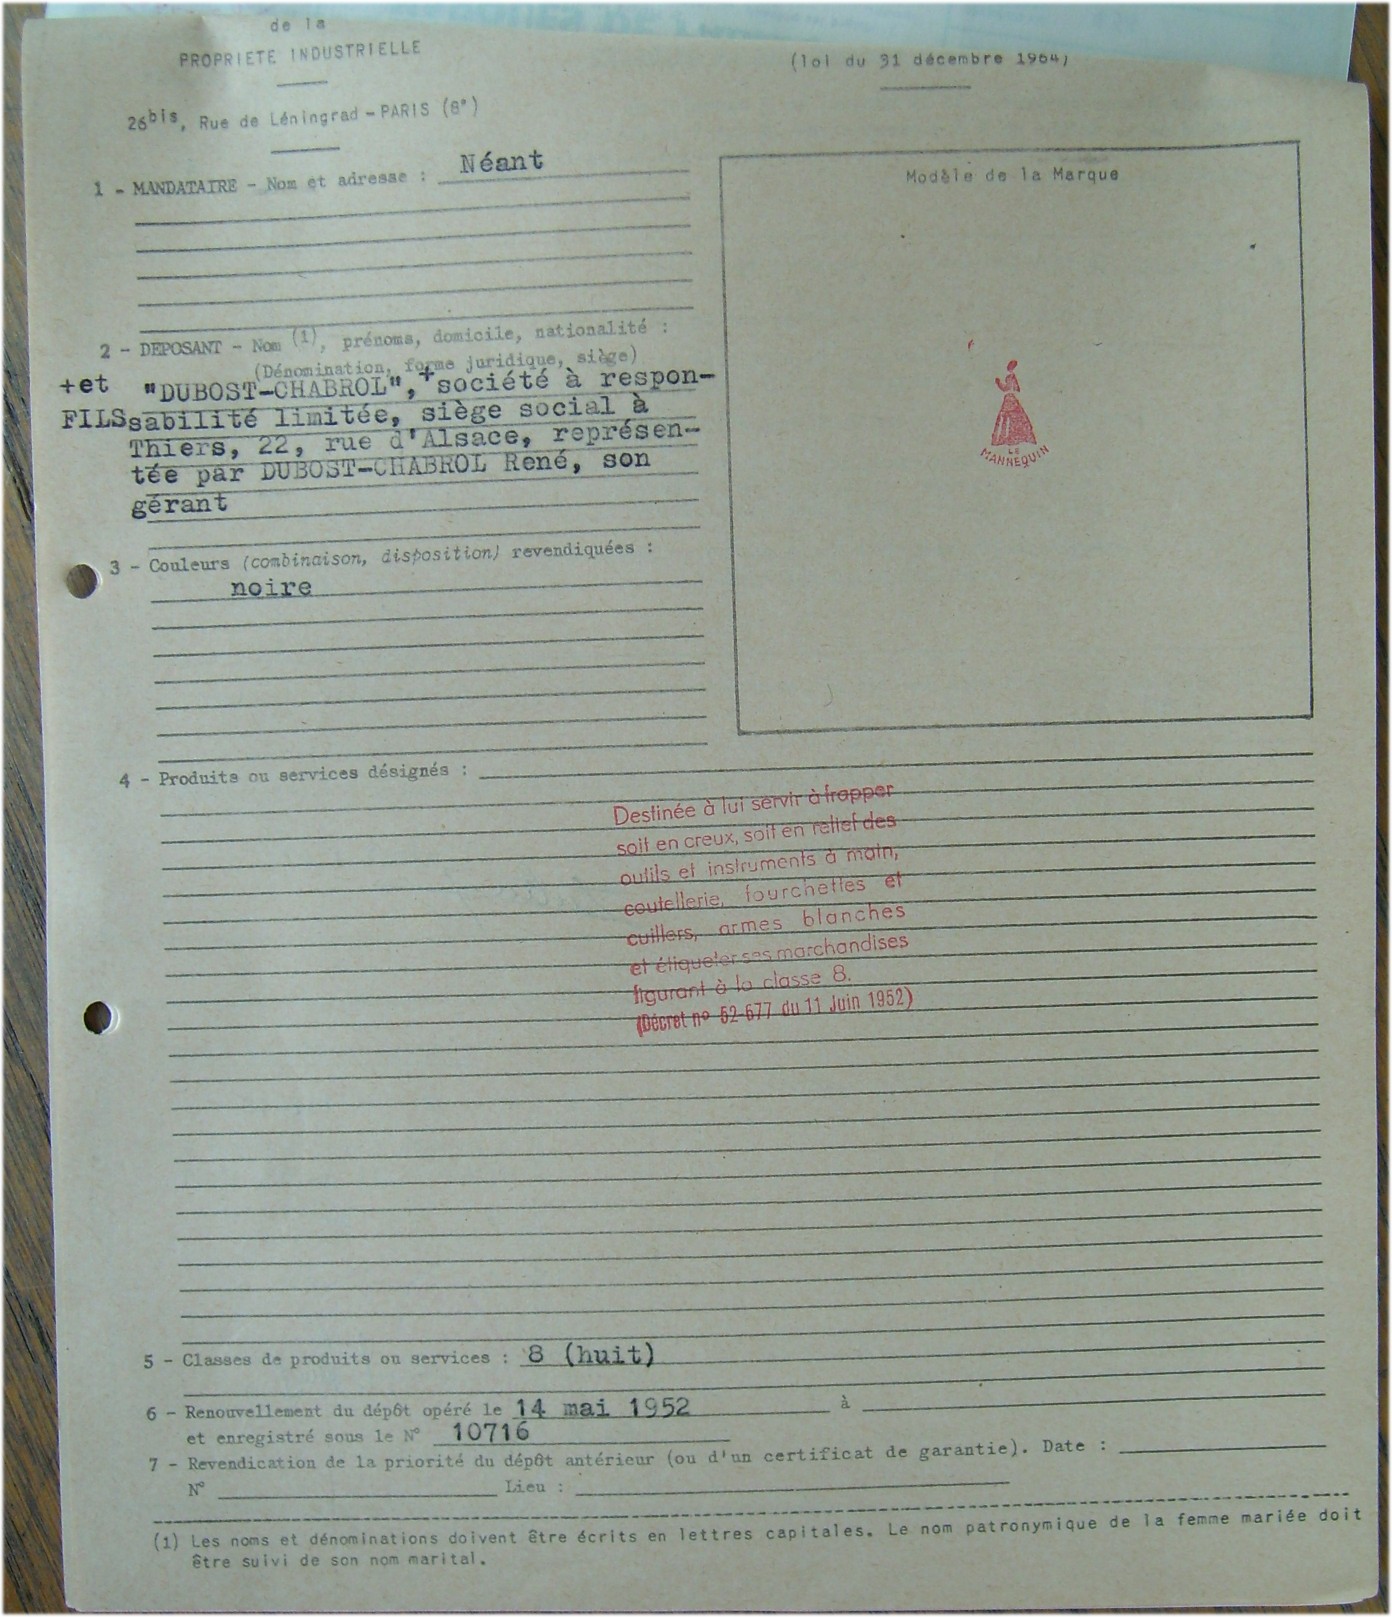 de la
PROPRIETE INDUSTRIELLE
(loi du 31 décembre 1964)
26bis, Rue de Léningrad - PARIS (8°)
1 - MANDATAIRE - Nom et adresse : Néant
Modèle de la Marque
2 - DEPOSANT - Nom (1), prénoms, domicile, nationalité :
(Dénomination, forme juridique, siège)
+et "DUBOST-CHABROL",+ société à respon-
FILS sabilité limitée, siège social à
Thiers, 22, rue d'Alsace, représen-
tée par DUBOST-CHABROL René, son
gérant
LE
MANNEQUIN
3 - Couleurs (combinaison, disposition) revendiquées :
noire
4 - Produits ou services désignés :
Destinée à lui servir à frapper
soit en creux, soit en relief des
outils et instruments à main,
coutellerie, fourchettes et
cuillers, armes blanches
et étiqueter ses marchandises
figurant à la classe 8.
(Décret nº 52-677 du 11 Juin 1952)
5 - Classes de produits ou services : 8 (huit)
6 - Renouvellement du dépôt opéré le 14 mai 1952 à
et enregistré sous le N° 10716
7 - Revendication de la priorité du dépôt antérieur (ou d'un certificat de garantie). Date :
N° Lieu :
(1) Les noms et dénominations doivent être écrits en lettres capitales. Le nom patronymique de la femme mariée doit
être suivi de son nom marital.